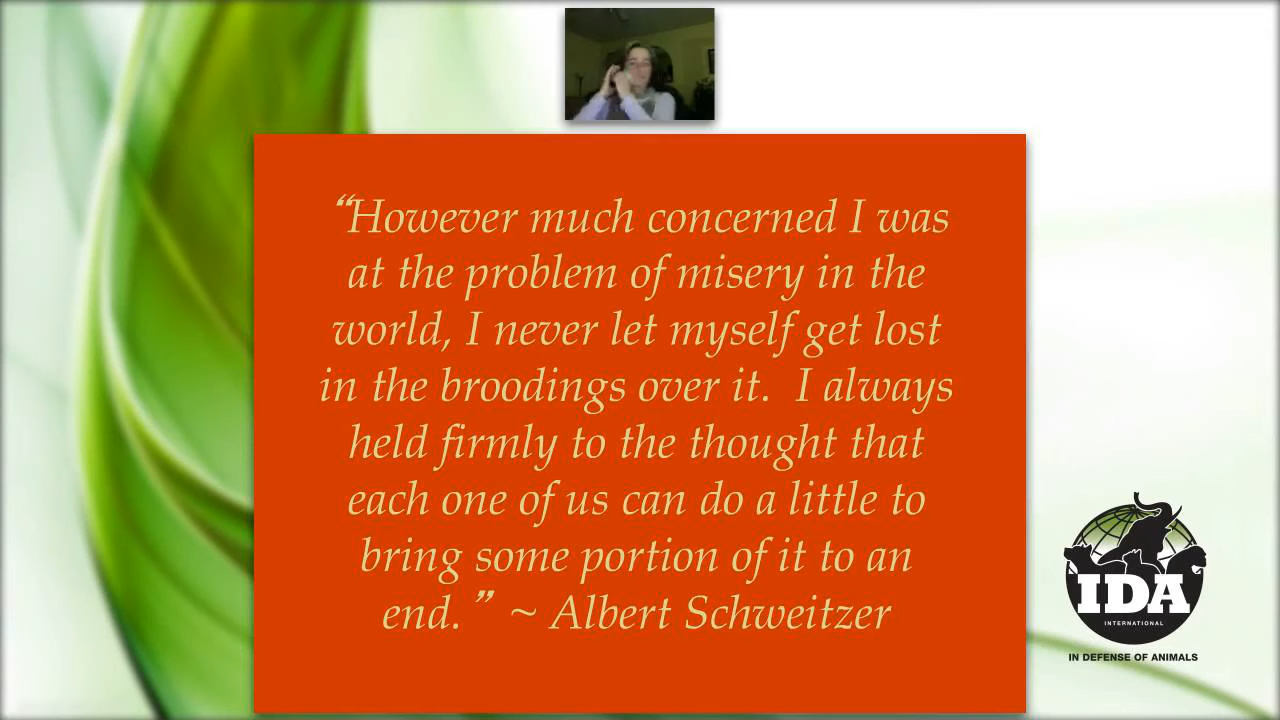 “However much concerned I was
at the problem of misery in the
world, I never let myself get lost
in the broodings over it.  I always
held firmly to the thought that
each one of us can do a little to
bring some portion of it to an
end. ” ~ Albert Schweitzer
IDA
INTERNATIONAL
IN DEFENSE OF ANIMALS